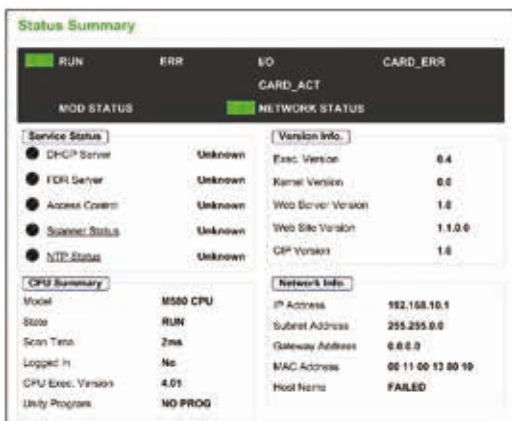 Status Summary
RUN ERR I/O CARD_ERR
CARD_ACT
MOD STATUS NETWORK STATUS
Service Status
DHCP Server Unknown
FDR Server Unknown
Access Control Unknown
Scanner Status Unknown
NTP Status Unknown
Version Info.
Exec. Version
Kernel Version
Web Server Version 1.0
Web Site Version 1.1.0.0
CIP Version 1.0
CPU Summary
Model M580 CPU
State RUN
Scan Time 2ms
Logged In No
CPU Exec. Version 4.01
Unity Program NO PROG
Network Info.
IP Address 192.168.10.1
Subnet Address 255.255.0.0
Gateway Address 0.0.0.0
MAC Address
Host Name FAILED